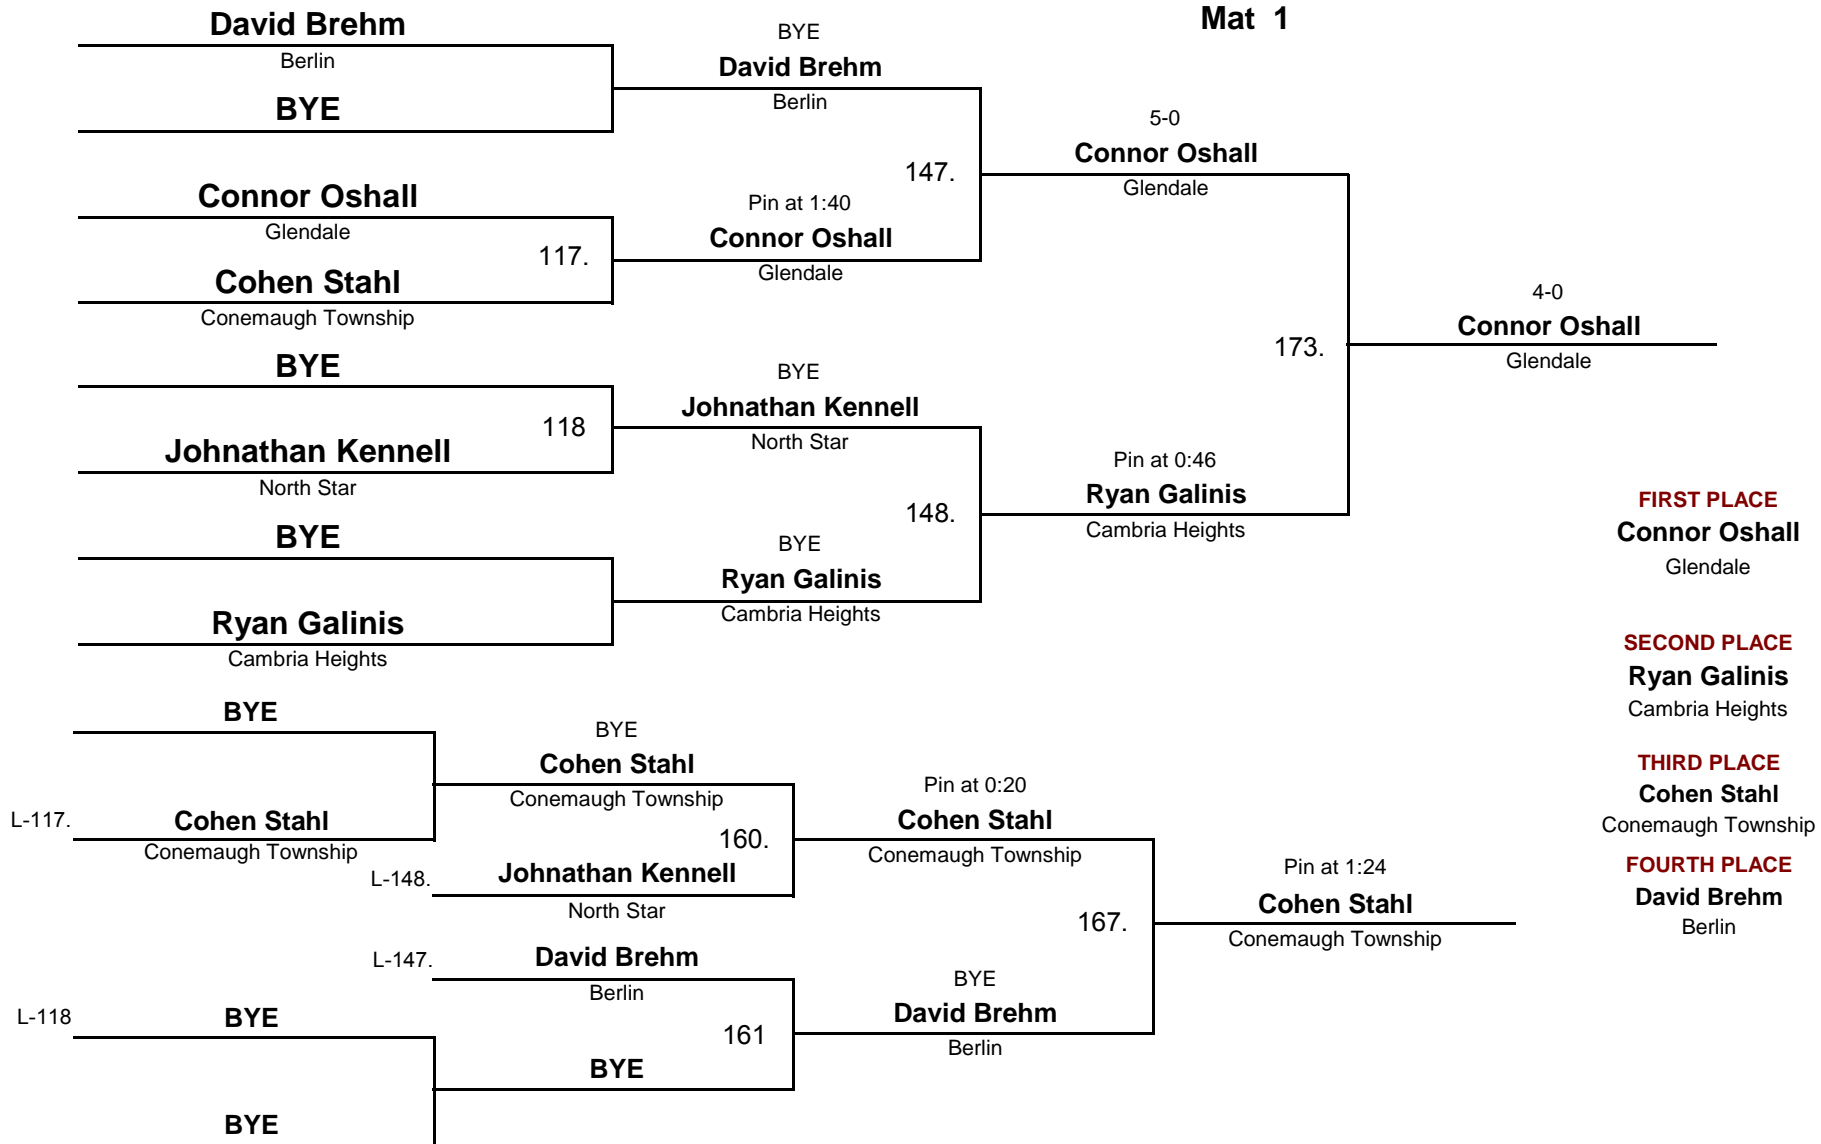 Mat 1
David Brehm
Berlin
BYE
Connor Oshall
Glendale
117.
Cohen Stahl
Conemaugh Township
BYE
118
Johnathan Kennell
North Star
BYE
Ryan Galinis
Cambria Heights
BYE
David Brehm
Berlin
147.
Pin at 1:40
Connor Oshall
Glendale
BYE
Johnathan Kennell
North Star
148.
BYE
Ryan Galinis
Cambria Heights
5-0
Connor Oshall
Glendale
173.
Pin at 0:46
Ryan Galinis
Cambria Heights
4-0
Connor Oshall
Glendale
FIRST PLACE
Connor Oshall
Glendale
SECOND PLACE
Ryan Galinis
Cambria Heights
THIRD PLACE
Cohen Stahl
Conemaugh Township
FOURTH PLACE
David Brehm
Berlin
BYE
L-117.
Cohen Stahl
Conemaugh Township
BYE
Cohen Stahl
Conemaugh Township
160.
L-148.
Johnathan Kennell
North Star
L-147.
David Brehm
Berlin
L-118
BYE
161
BYE
BYE
Pin at 0:20
Cohen Stahl
Conemaugh Township
167.
BYE
David Brehm
Berlin
Pin at 1:24
Cohen Stahl
Conemaugh Township